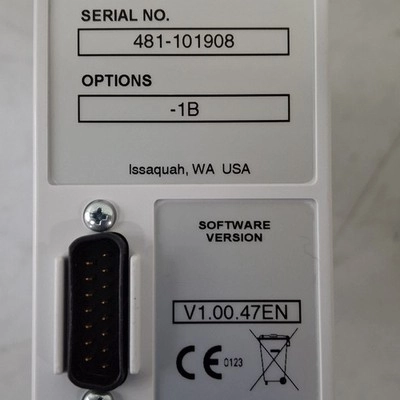 SERIAL NO.
481-101908
OPTIONS
-1B
Issaquah, WA USA
SOFTWARE
VERSION
V1.00.47EN
CE 0123